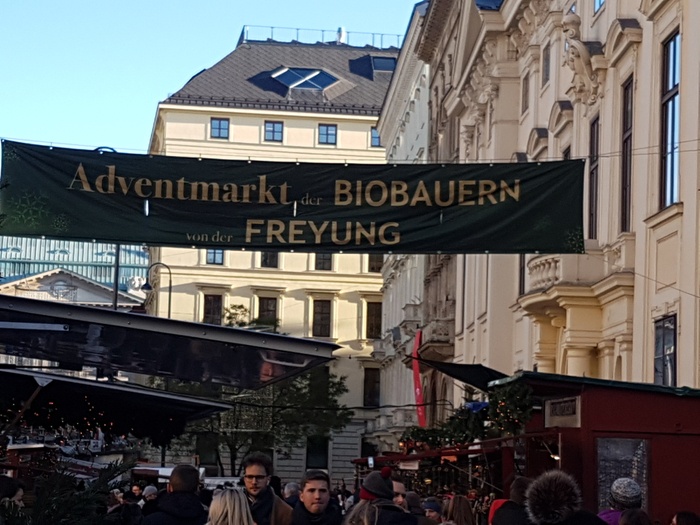 Adventmarkt der BIOBAUERN
von der FREYUNG